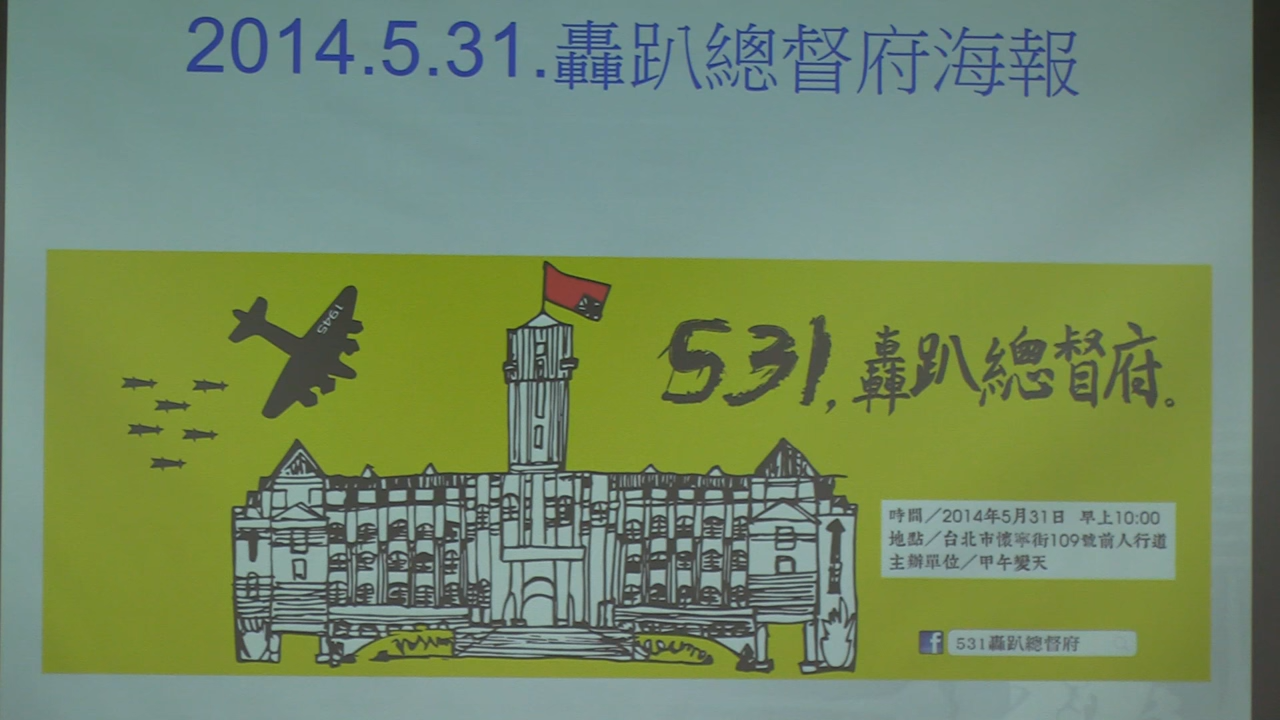 2014.5.31.轟趴總督府海報
1945
531,轟趴總督府。
時間／2014年5月31日 早上10:00
地點／台北市懷寧街109號前人行道
主辦單位／甲午變天
531轟趴總督府